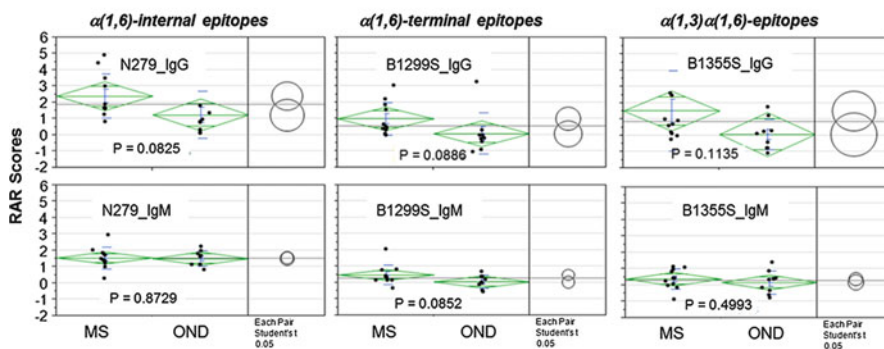 α(1,6)-internal epitopes
α(1,6)-terminal epitopes
α(1,3)α(1,6)-epitopes
RAR Scores
6
5
4
3
2
1
0
-1
-2
N279_IgG
P = 0.0825
B1299S_IgG
P = 0.0886
B1355S_IgG
P = 0.1135
6
5
4
3
2
1
0
-1
-2
N279_IgM
P = 0.8729
B1299S_IgM
P = 0.0852
B1355S_IgM
P = 0.4993
MS
OND
Each Pair
Student's t
0.05
MS
OND
Each Pair
Student's t
0.05
MS
OND
Each Pair
Student's t
0.05